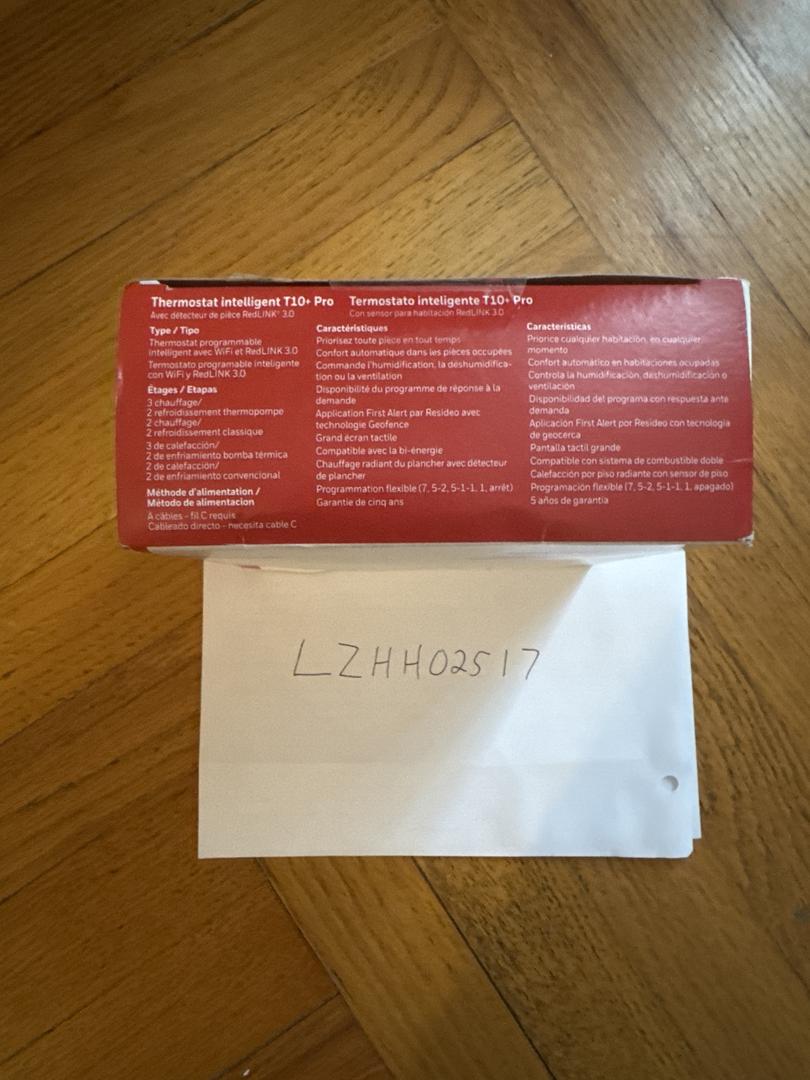 Thermostat intelligent T10+ Pro
Avec détecteur de pièce RedLINK® 3.0
Termostato inteligente T10+ Pro
Con sensor para habitación RedLINK 3.0
Type / Tipo
Thermostat programmable
intelligent avec WiFi et RedLINK 3.0
Termostato programable inteligente
con WiFi y RedLINK 3.0
Étages / Etapas
3 chauffage/
2 refroidissement thermopompe
2 chauffage/
2 refroidissement classique
3 de calefacción/
2 de enfriamiento bomba térmica
2 de calefacción/
2 de enfriamiento convencional
Méthode d'alimentation /
Método de alimentacion
A câbles - fil C requis
Cableado directo - necesita cable C
Caractéristiques
Priorisez toute pièce en tout temps
Confort automatique dans les pièces occupées
Commande l'humidification, la déshumidifica-
tion ou la ventilation
Disponibilité du programme de réponse à la
demande
Application First Alert par Resideo avec
technologie Geofence
Grand écran tactile
Compatible avec la bi-énergie
Chauffage radiant du plancher avec détecteur
de plancher
Programmation flexible (7, 5-2, 5-1-1, 1, arrêt)
Garantie de cinq ans
Características
Priorice cualquier habitación, en cualquier
momento
Confort automático en habitaciones ocupadas
Controla la humidificación, deshumidificación o
ventilación
Disponibilidad del programa con respuesta ante
demanda
Aplicación First Alert por Resideo con tecnología
de geocerca
Pantalla táctil grande
Compatible con sistema de combustible doble
Calefacción por piso radiante con sensor de piso
Programación flexible (7, 5-2, 5-1-1, 1, apagado)
5 años de garantía
LZHH02517